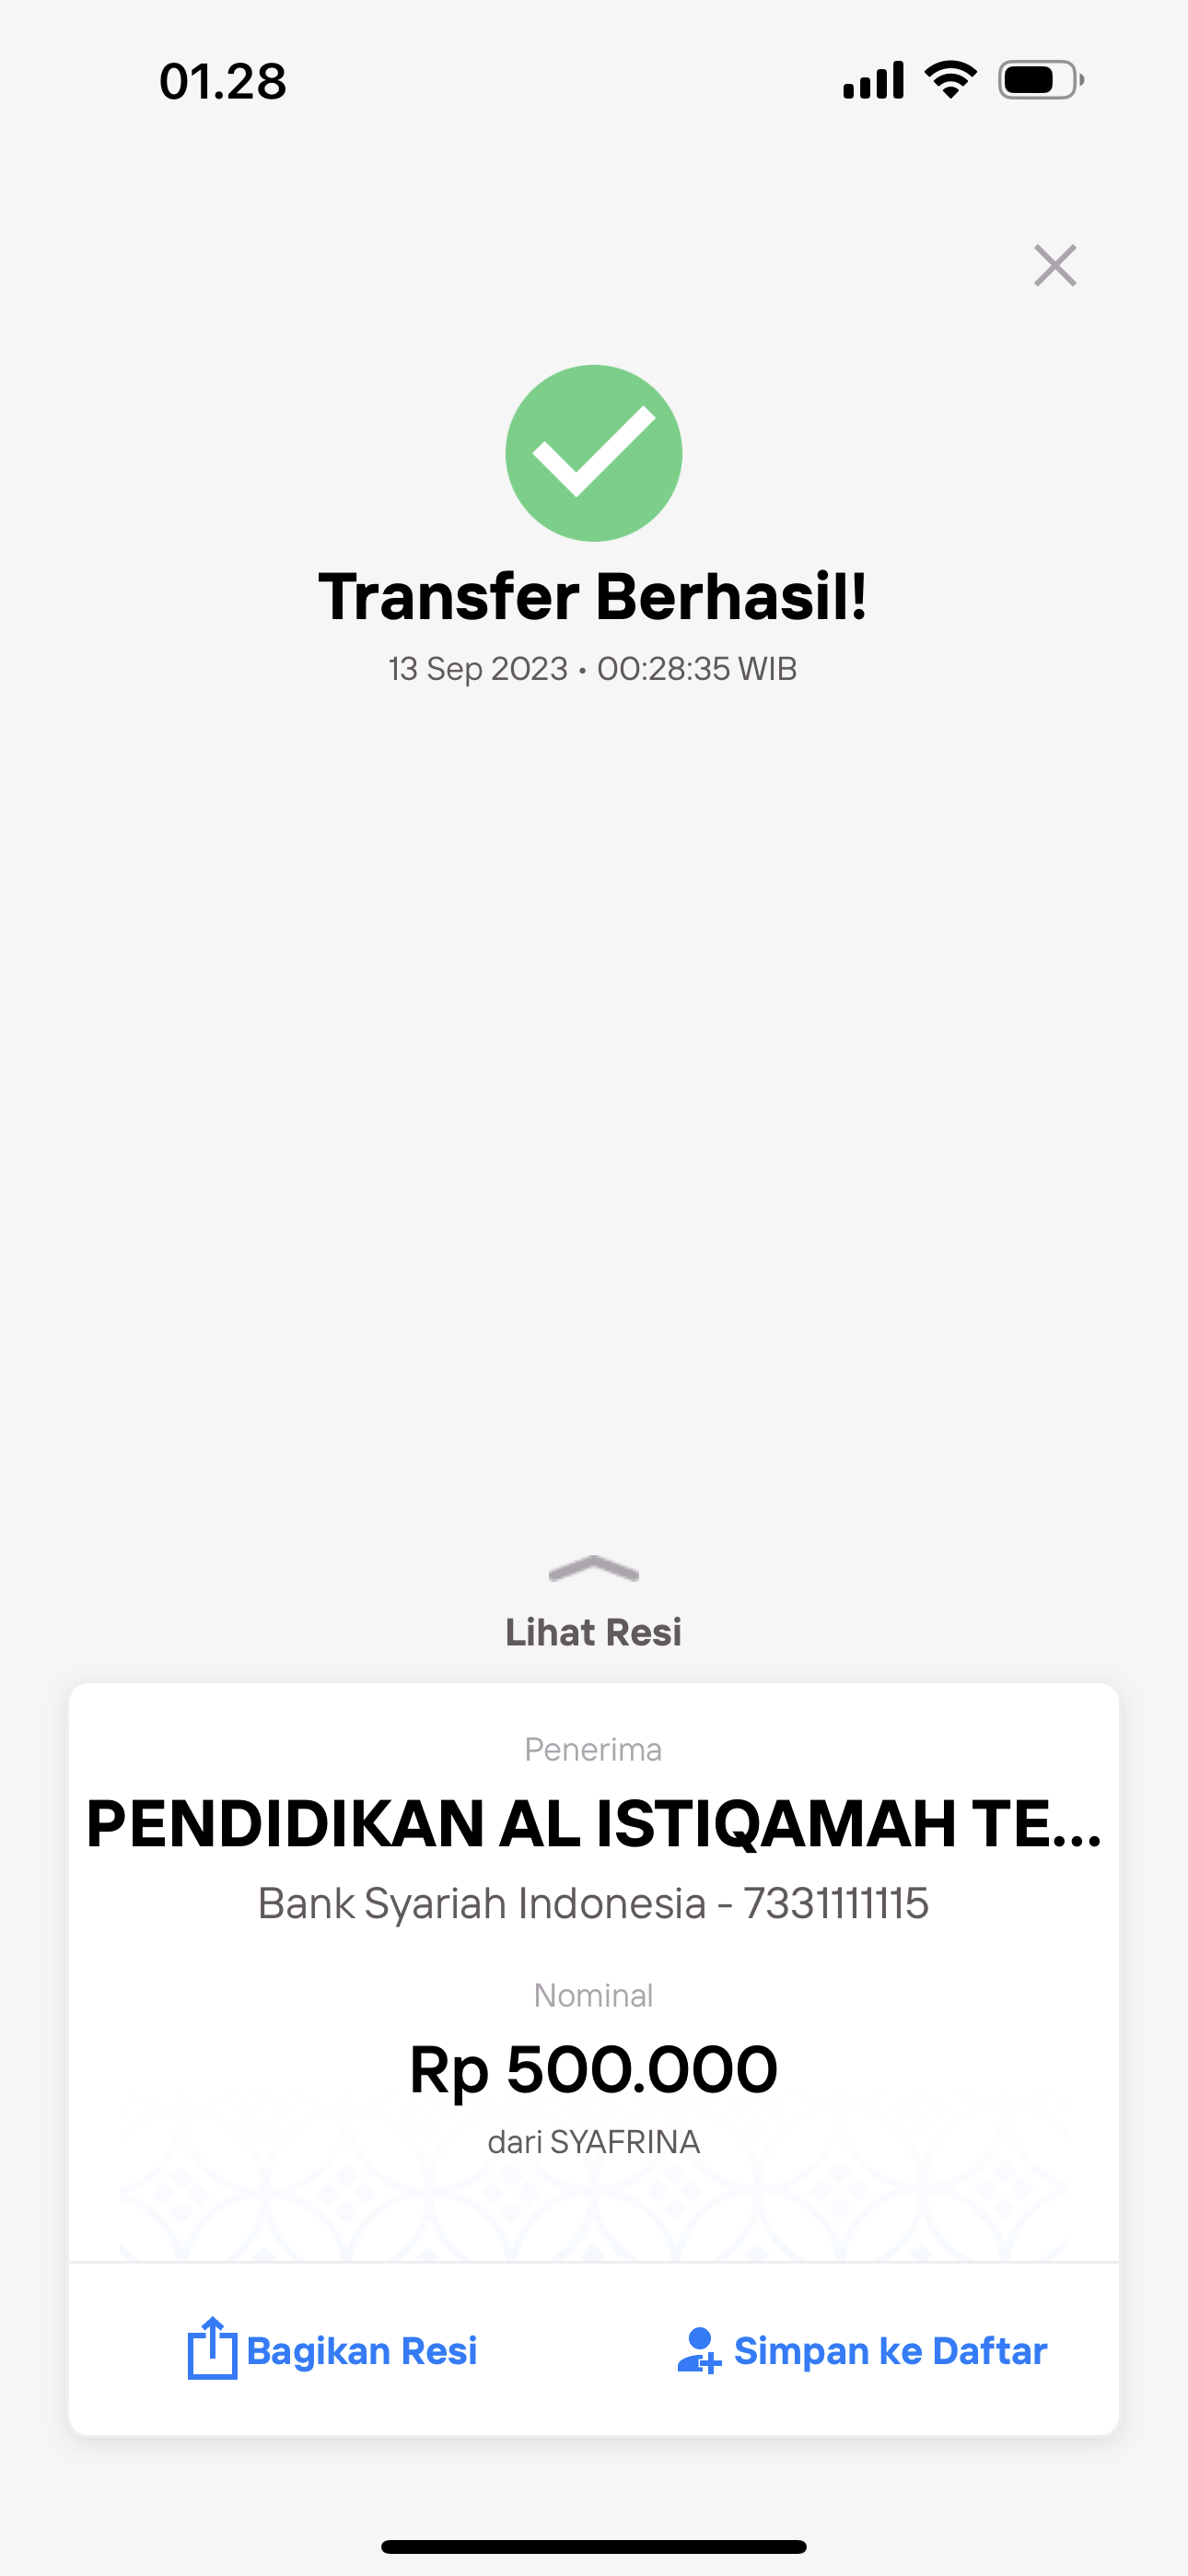 01.28
Transfer Berhasil!
13 Sep 2023 • 00:28:35 WIB
Lihat Resi
Penerima
PENDIDIKAN AL ISTIQAMAH TE...
Bank Syariah Indonesia - 7331111115
Nominal
Rp 500.000
dari SYAFRINA
Bagikan Resi
Simpan ke Daftar